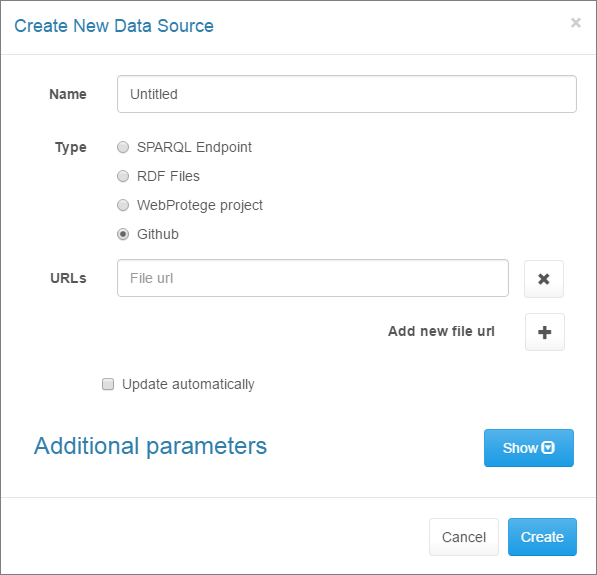 Create New Data Source ×
Name Untitled
Type SPARQL Endpoint
RDF Files
WebProtege project
Github
URLs File url
Add new file url
Update automatically
Additional parameters Show
Cancel Create